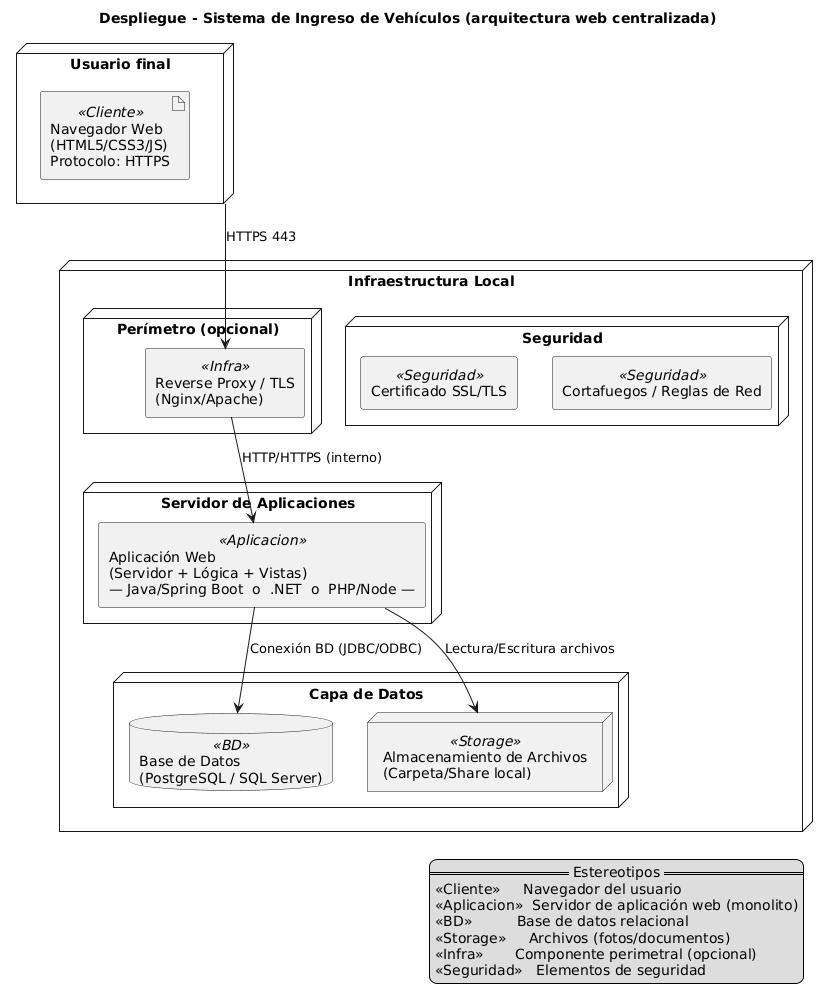 Despliegue - Sistema de Ingreso de Vehículos (arquitectura web centralizada)
Usuario final
«Cliente»
Navegador Web
(HTML5/CSS3/JS)
Protocolo: HTTPS
HTTPS 443
Infraestructura Local
Perímetro (opcional)
«Infra»
Reverse Proxy / TLS
(Nginx/Apache)
Seguridad
«Seguridad»
Certificado SSL/TLS
«Seguridad»
Cortafuegos / Reglas de Red
HTTP/HTTPS (interno)
Servidor de Aplicaciones
«Aplicacion»
Aplicación Web
(Servidor + Lógica + Vistas)
— Java/Spring Boot  o  .NET  o  PHP/Node —
Conexión BD (JDBC/ODBC)
Lectura/Escritura archivos
Capa de Datos
«BD»
Base de Datos
(PostgreSQL / SQL Server)
«Storage»
Almacenamiento de Archivos
(Carpeta/Share local)
Estereotipos
«Cliente» Navegador del usuario
«Aplicacion» Servidor de aplicación web (monolito)
«BD» Base de datos relacional
«Storage» Archivos (fotos/documentos)
«Infra» Componente perimetral (opcional)
«Seguridad» Elementos de seguridad